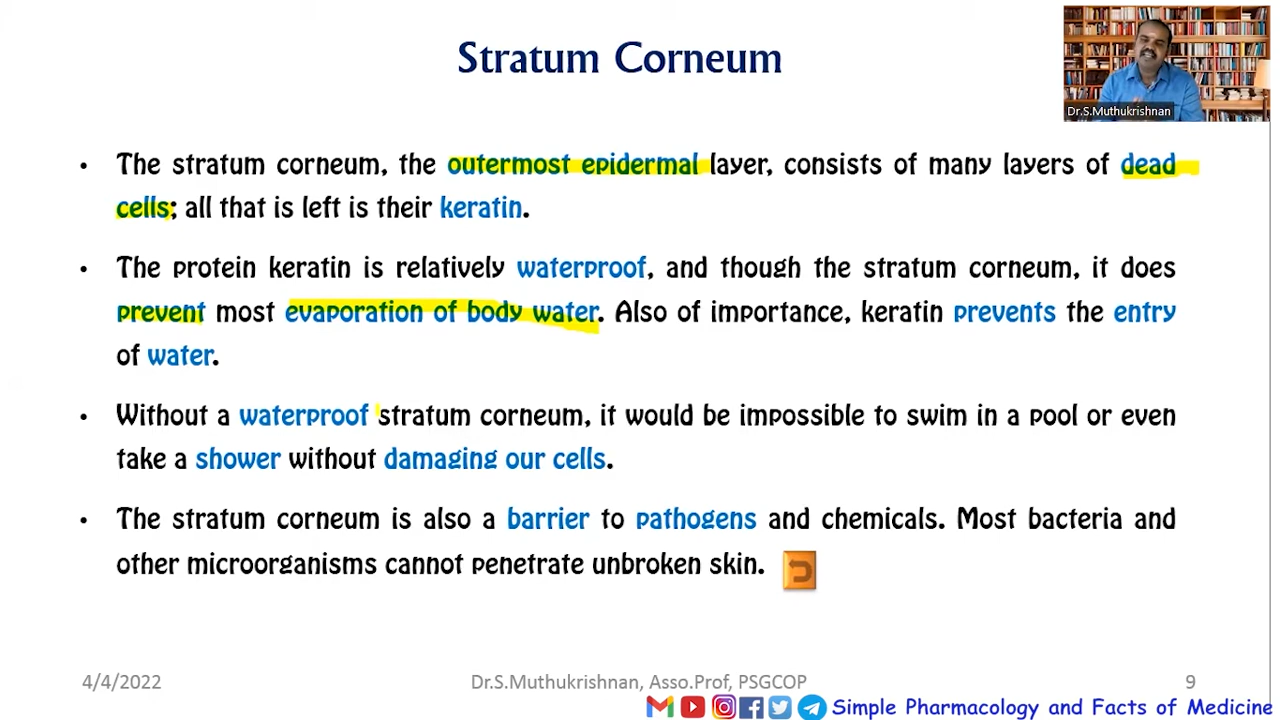 Stratum Corneum
Dr.S.Muthukrishnan
• The stratum corneum, the outermost epidermal layer, consists of many layers of dead
cells; all that is left is their keratin.
• The protein keratin is relatively waterproof, and though the stratum corneum, it does
prevent most evaporation of body water. Also of importance, keratin prevents the entry
of water.
• Without a waterproof stratum corneum, it would be impossible to swim in a pool or even
take a shower without damaging our cells.
• The stratum corneum is also a barrier to pathogens and chemicals. Most bacteria and
other microorganisms cannot penetrate unbroken skin.
4/4/2022
Dr.S.Muthukrishnan, Asso.Prof, PSGCOP
9
Simple Pharmacology and Facts of Medicine